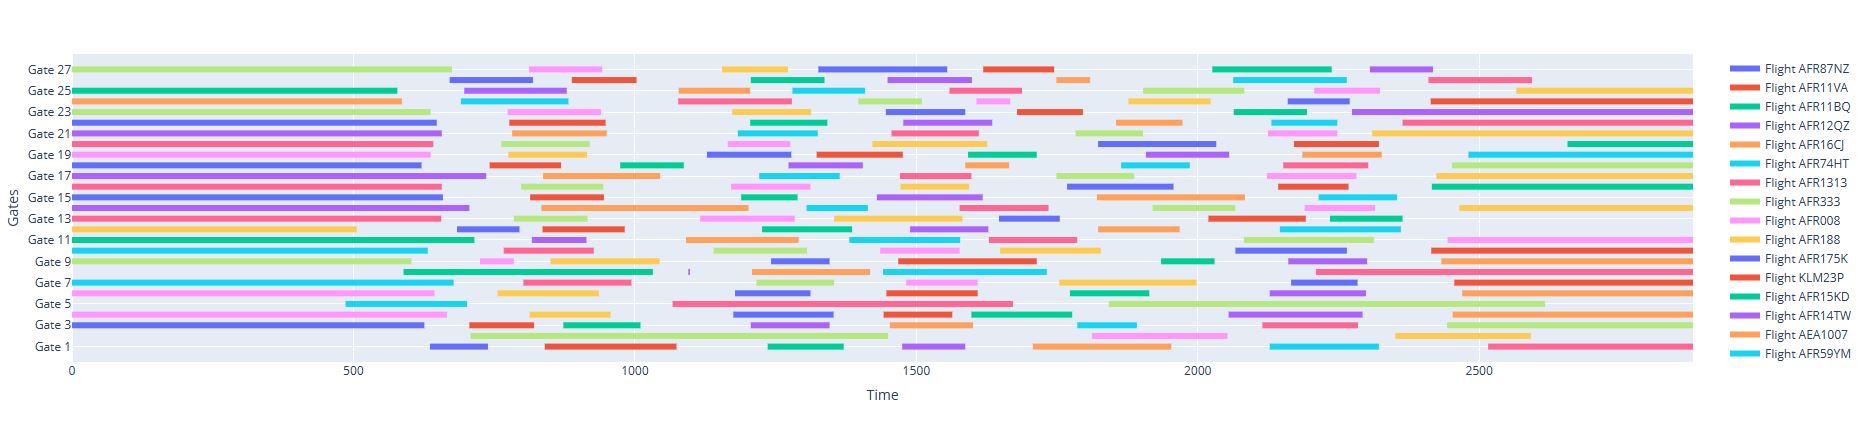 Gate 27
Gate 25
Gate 23
Gate 21
Gate 19
Gate 17
Gate 15
Gate 13
Gate 11
Gate 9
Gate 7
Gate 5
Gate 3
Gate 1
Gates
0
500
1000
1500
2000
2500
Time
Flight AFR87NZ
Flight AFR11VA
Flight AFR11BQ
Flight AFR12QZ
Flight AFR16CJ
Flight AFR74HT
Flight AFR1313
Flight AFR333
Flight AFR008
Flight AFR188
Flight AFR175K
Flight KLM23P
Flight AFR15KD
Flight AFR14TW
Flight AEA1007
Flight AFR59YM